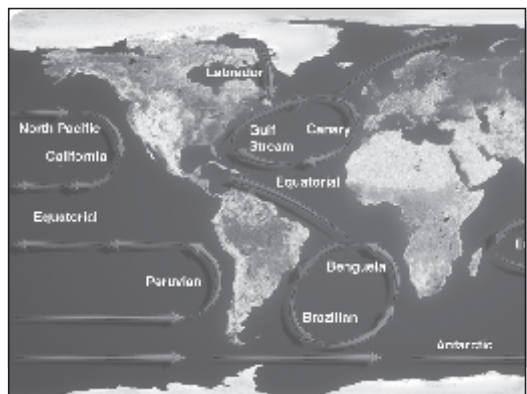 Labrador
North Pacific
Gulf
Stream
Canary
California
Equatorial
Equatorial
Peruvian
Benguela
Brazilian
Antarctic